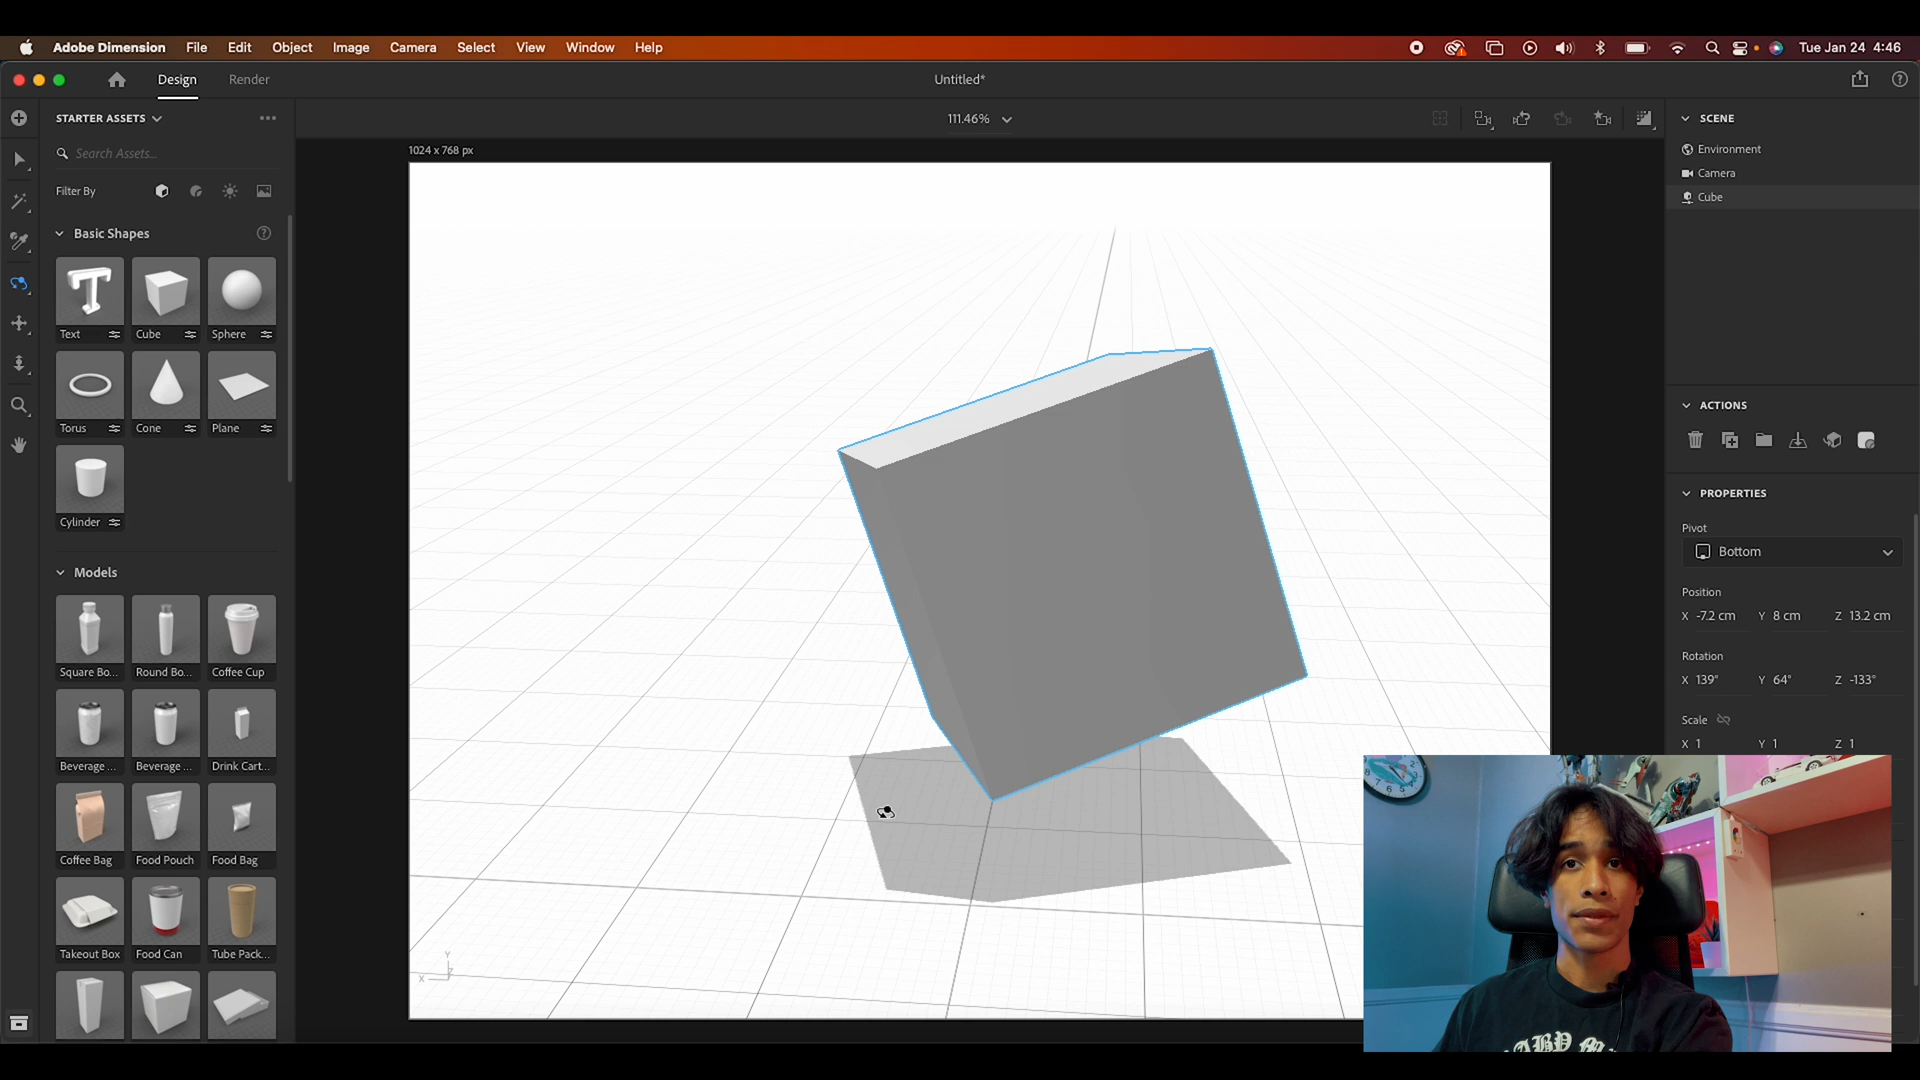 Adobe Dimension File Edit Object Image Camera Select View Window Help
Tue Jan 24 4:46
Design Render
Untitled*
STARTER ASSETS
Search Assets...
Filter By
Basic Shapes
Text Cube Sphere
Torus Cone Plane
Cylinder
Models
Square Bo... Round Bo... Coffee Cup
Beverage ... Beverage ... Drink Cart...
Coffee Bag Food Pouch Food Bag
Takeout Box Food Can Tube Pack...
111.46%
1024 x 768 px
Y
X Z
SCENE
Environment
Camera
Cube
ACTIONS
PROPERTIES
Pivot
Bottom
Position
X -7.2 cm Y 8 cm Z 13.2 cm
Rotation
X 139° Y 64° Z -133°
Scale
X 1 Y 1 Z 1